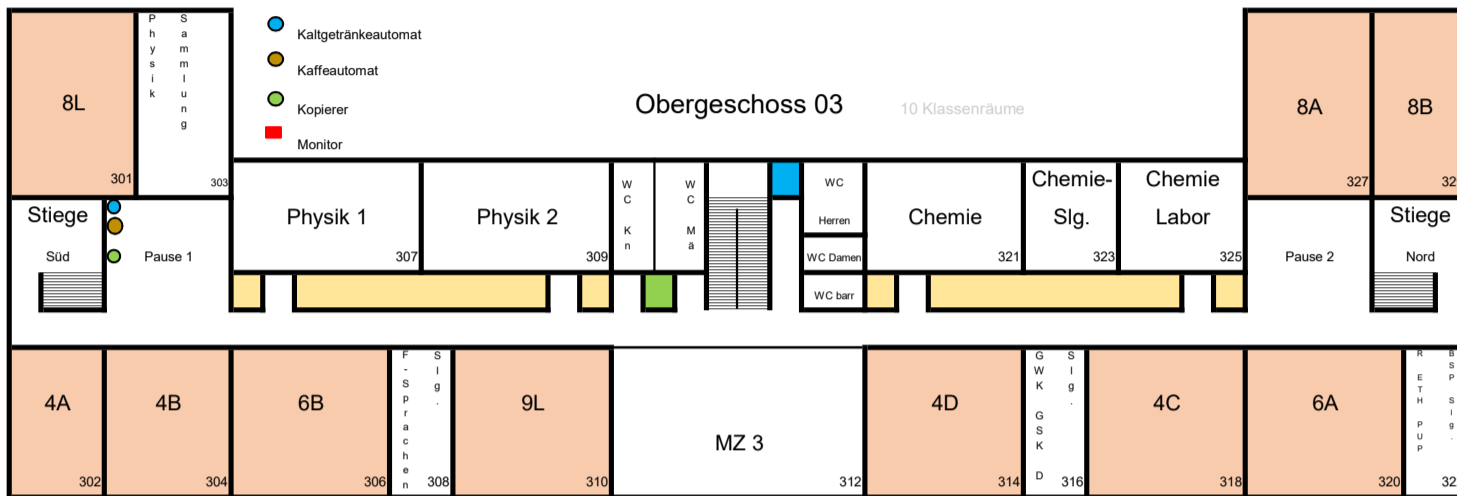 Kaltgetränkeautomat
Kaffeautomat
Kopierer
Monitor
Obergeschoss 03
10 Klassenräume
8L
301
Physik
Sammlung
303
8A
327
8B
Stiege
Süd
Pause 1
Physik 1
307
Physik 2
309
WC Kn
WC Mä
WC
Herren
WC Damen
WC barr
Chemie
321
Chemie-
Slg.
323
Chemie
Labor
325
Pause 2
Stiege
Nord
4A
302
4B
304
6B
306
F-Sprachen
Slg.
308
9L
310
MZ 3
312
4D
314
GWK GSK D
Slg.
316
4C
318
6A
320
R ETH PUP
BSP Slg.